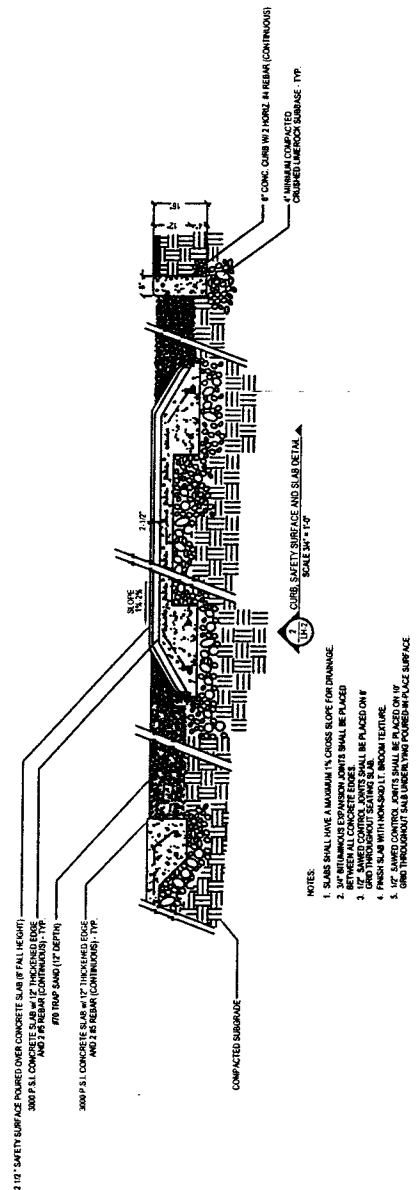 2 1/2" SAFETY SURFACE POURED OVER CONCRETE SLAB (8' FALL HEIGHT)
3000 P.S.I. CONCRETE SLAB w/ 12" THICKENED EDGE
AND 2 #5 REBAR (CONTINUOUS) - TYP.
#70 TRAP SAND (12" DEPTH)
3000 P.S.I. CONCRETE SLAB w/ 12" THICKENED EDGE
AND 2 #5 REBAR (CONTINUOUS) - TYP.
COMPACTED SUBGRADE
SLOPE
1%-2%
2-1/2"
6"
12"
4"
16"
6" CONC. CURB W/ 2 HORIZ. #4 REBAR (CONTINUOUS)
4" MINIMUM COMPACTED
CRUSHED LIMEROCK SUBBASE - TYP.
2
LH-2
CURB, SAFETY SURFACE AND SLAB DETAIL
SCALE 3/4" = 1'-0"
NOTES:
1. SLABS SHALL HAVE A MAXIMUM 1% CROSS SLOPE FOR DRAINAGE.
2. 3/4" BITUMINOUS EXPANSION JOINTS SHALL BE PLACED
BETWEEN ALL CONCRETE EDGES.
3. 1/2" SAWED CONTROL JOINTS SHALL BE PLACED ON 8'
GRID THROUGHOUT SEATING SLAB.
4. FINISH SLAB WITH NON-SKID LT. BROOM TEXTURE.
5. 1/2" SAWED CONTROL JOINTS SHALL BE PLACED ON 10'
GRID THROUGHOUT SALB UNDERLYING POURED-IN-PLACE SURFACE.